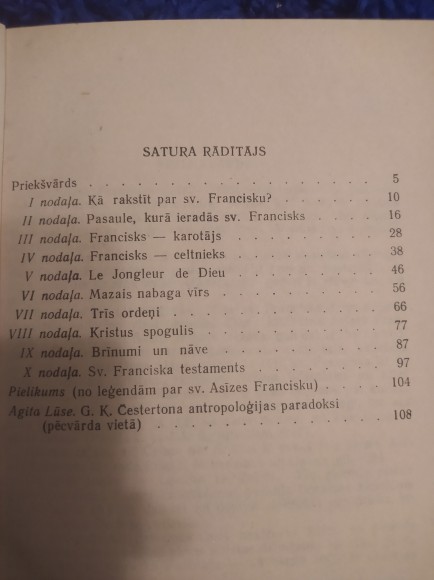 SATURA RĀDĪTĀJS
Priekšvārds . . . . . . . . . . . . . . . . 5
I nodaļa. Kā rakstīt par sv. Francisku? . . . . 10
II nodaļa. Pasaule, kurā ieradās sv. Francisks . . . . 16
III nodaļa. Francisks — karotājs . . . . . . . . . 28
IV nodaļa. Francisks — celtnieks . . . . . . . . . 38
V nodaļa. Le Jongleur de Dieu . . . . . . . . . 46
VI nodaļa. Mazais nabaga vīrs . . . . . . . . . 56
VII nodaļa. Trīs ordeņi . . . . . . . . . . . . 66
VIII nodaļa. Kristus spogulis . . . . . . . . . . 77
IX nodaļa. Brīnumi un nāve . . . . . . . . . . 87
X nodaļa. Sv. Franciska testaments . . . . . . . . 97
Pielikums (no leģendām par sv. Asīzes Francisku) . . . . 104
Agita Lūse. G. K. Čestertona antropoloģijas paradoksi
(pēcvārda vietā) . . . . . . . . . . . 108